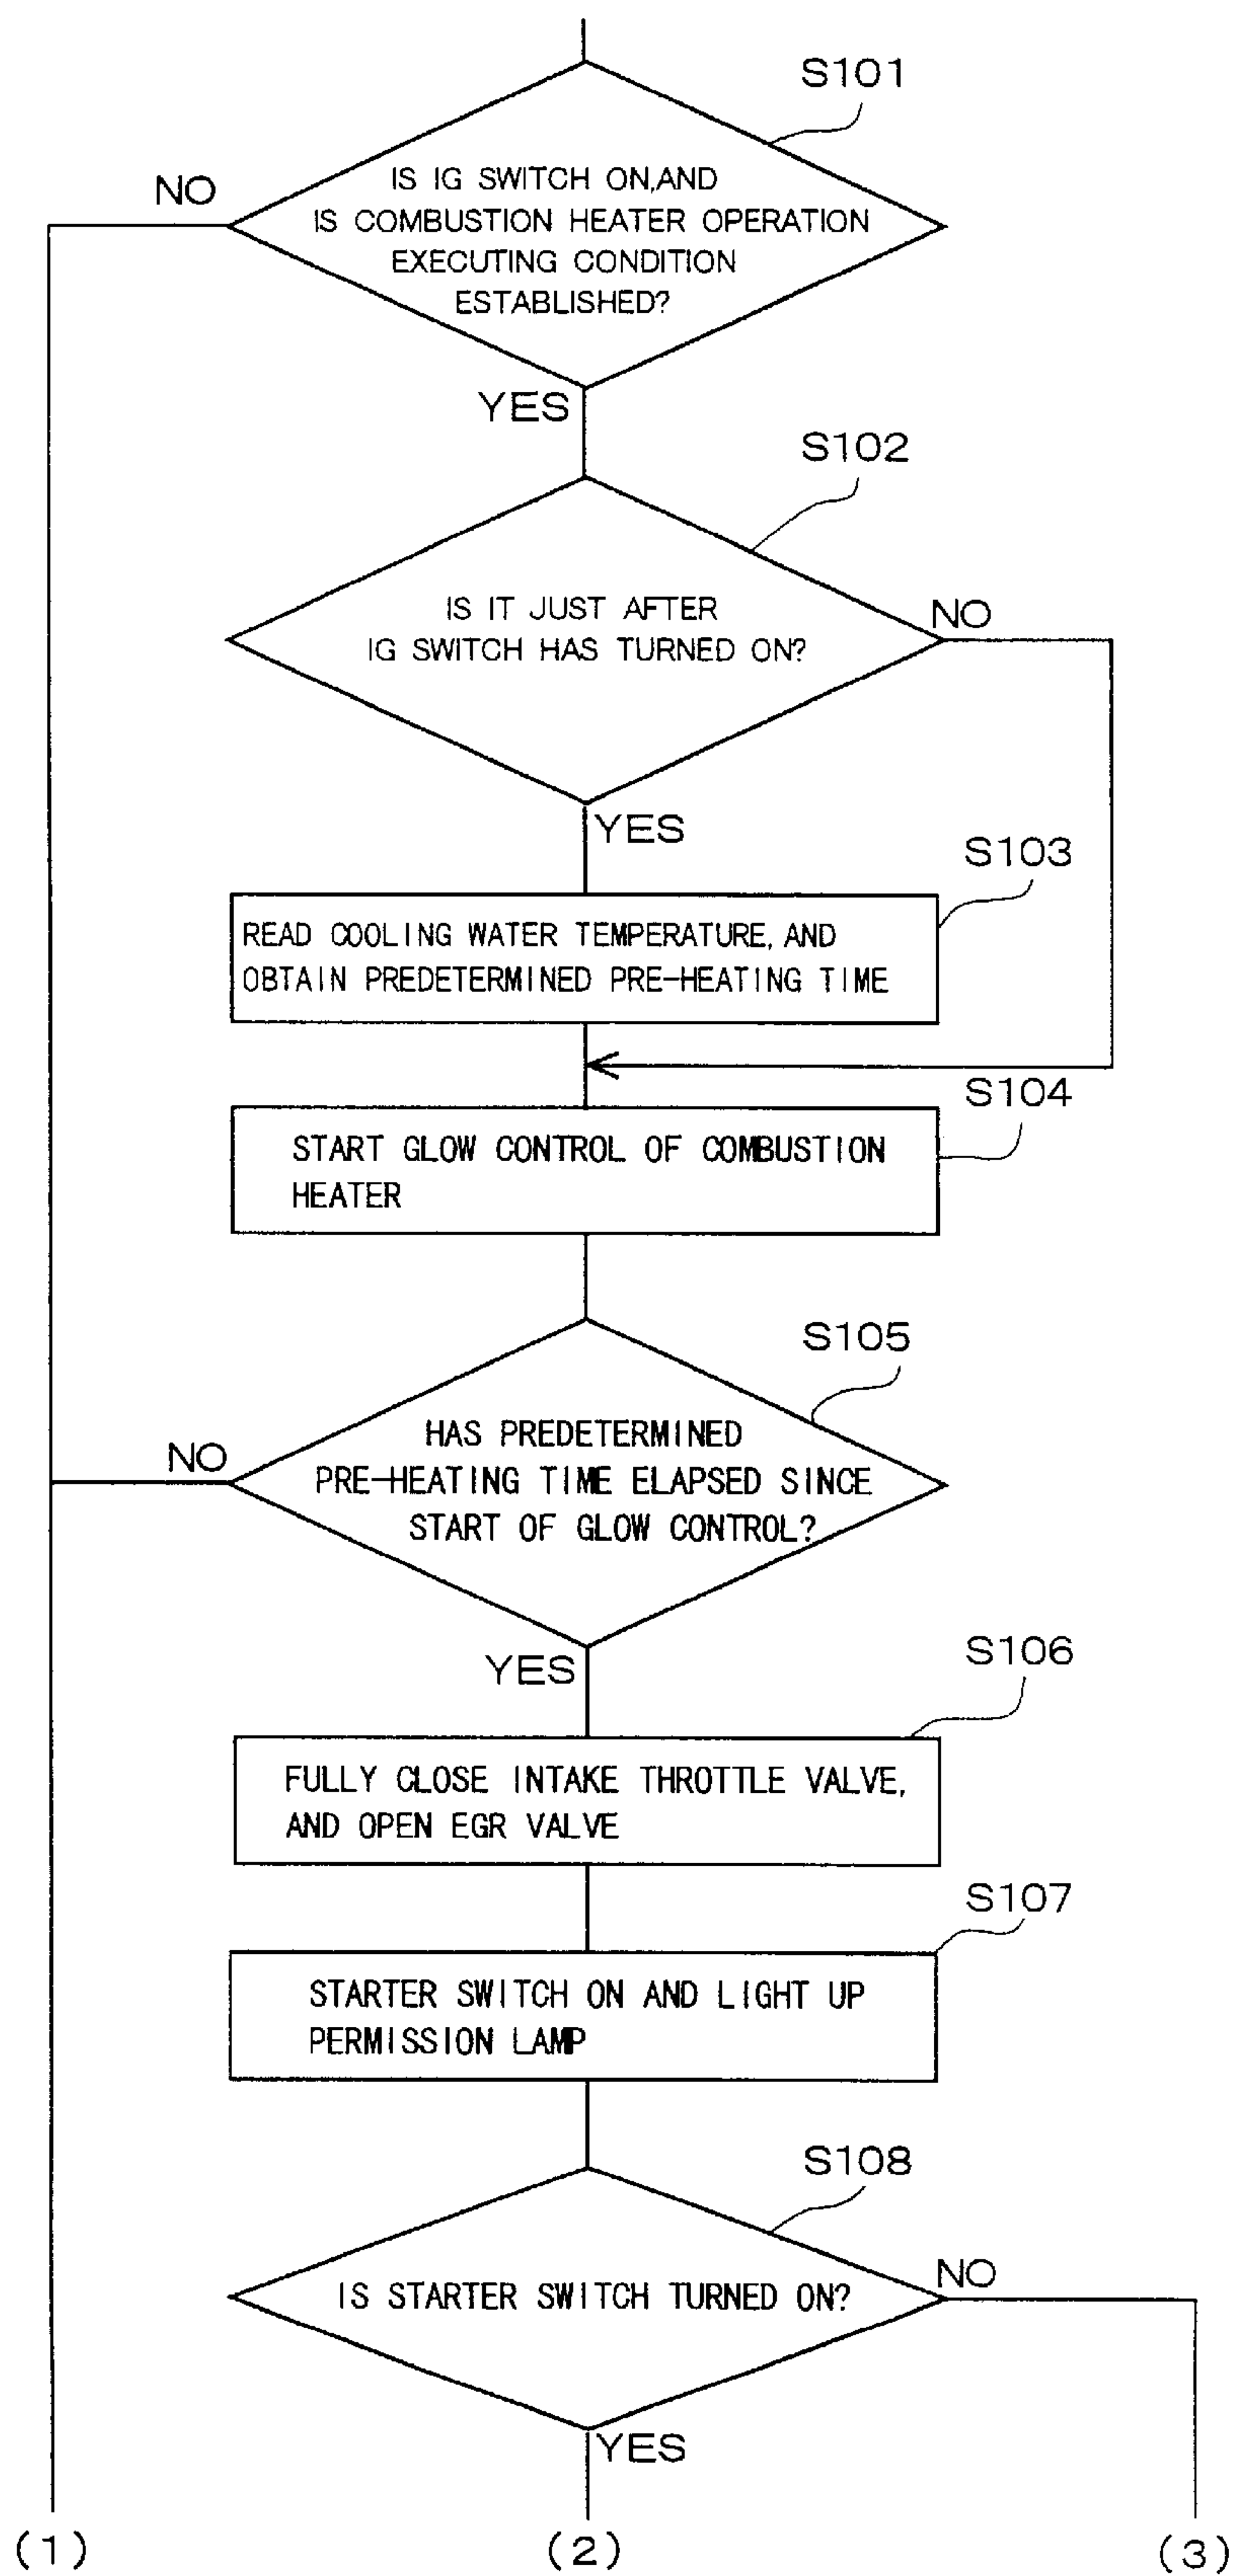 S101
IS IG SWITCH ON,AND
IS COMBUSTION HEATER OPERATION
EXECUTING CONDITION
ESTABLISHED?
NO
YES
S102
IS IT JUST AFTER
IG SWITCH HAS TURNED ON?
NO
YES
S103
READ COOLING WATER TEMPERATURE, AND
OBTAIN PREDETERMINED PRE-HEATING TIME
S104
START GLOW CONTROL OF COMBUSTION
HEATER
S105
HAS PREDETERMINED
PRE-HEATING TIME ELAPSED SINCE
START OF GLOW CONTROL?
NO
YES
S106
FULLY CLOSE INTAKE THROTTLE VALVE,
AND OPEN EGR VALVE
S107
STARTER SWITCH ON AND LIGHT UP
PERMISSION LAMP
S108
IS STARTER SWITCH TURNED ON?
NO
YES
(1) (2) (3)